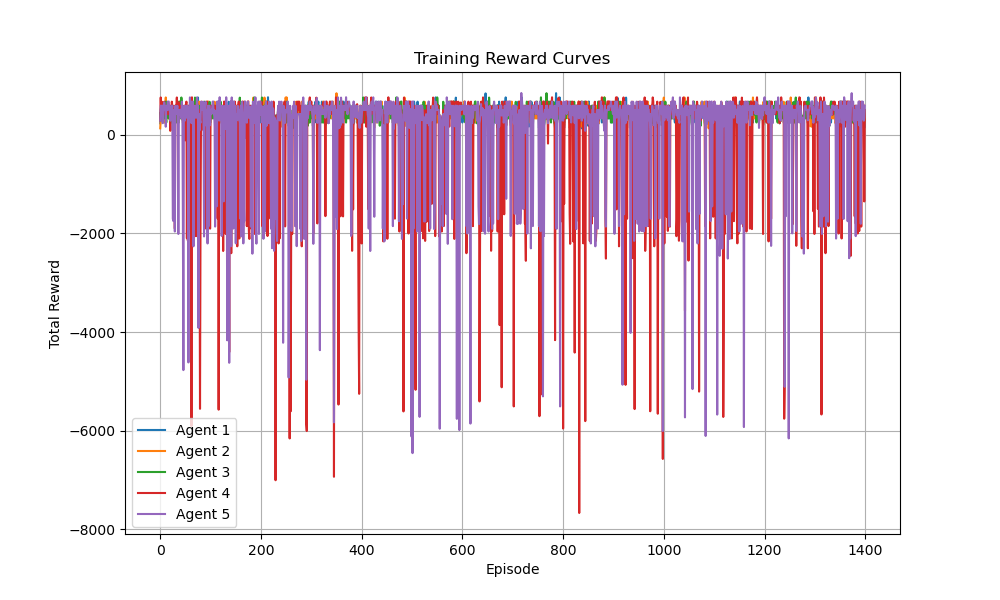 Training Reward Curves
Total Reward
0
−2000
−4000
−6000
−8000
Agent 1
Agent 2
Agent 3
Agent 4
Agent 5
0 200 400 600 800 1000 1200 1400
Episode